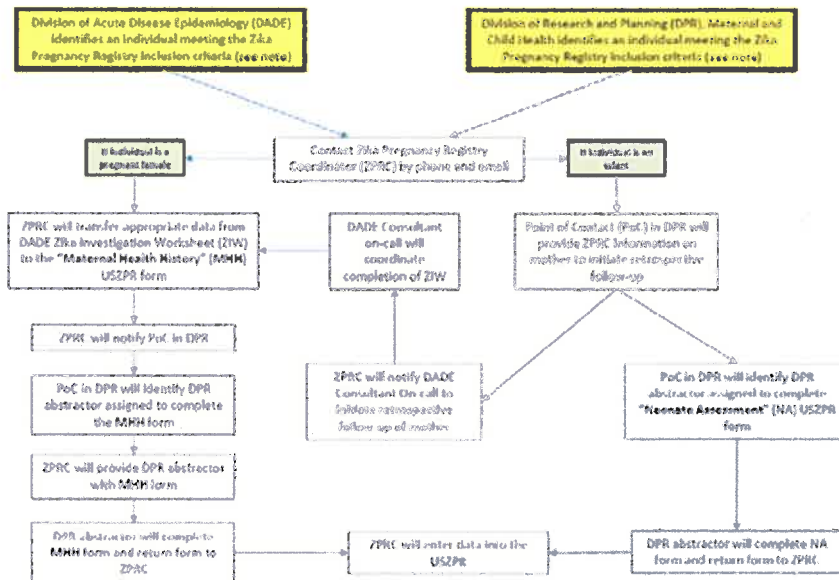 Division of Acute Disease Epidemiology (DADE)
identifies an individual meeting the Zika
Pregnancy Registry Inclusion criteria (see note)
Division of Research and Planning (DPR), Maternal and
Child Health identifies an individual meeting the Zika
Pregnancy Registry Inclusion criteria (see note)
If individual is a
pregnant female
Contact Zika Pregnancy Registry
Coordinator (ZPRC) by phone and email
If individual is an
infant
ZPRC will transfer appropriate data from
DADE Zika Investigation Worksheet (ZIW)
to the "Maternal Health History" (MHH)
USZPR form
DADE Consultant
on-call will
coordinate
completion of ZIW
Point of Contact (PoC) in DPR will
provide ZPRC Information on
mother to initiate retrospective
follow-up
ZPRC will notify PoC in DPR
PoC in DPR will identify DPR
abstractor assigned to complete
the MHH form
ZPRC will notify DADE
Consultant On call to
initiate retrospective
follow up of mother
PoC in DPR will identify DPR
abstractor assigned to complete
"Neonate Assessment" (NA) USZPR
form
ZPRC will provide DPR abstractor
with MHH form
DPR abstractor will complete
MHH form and return form to
ZPRC
ZPRC will enter data into the
USZPR
DPR abstractor will complete NA
form and return form to ZPRC